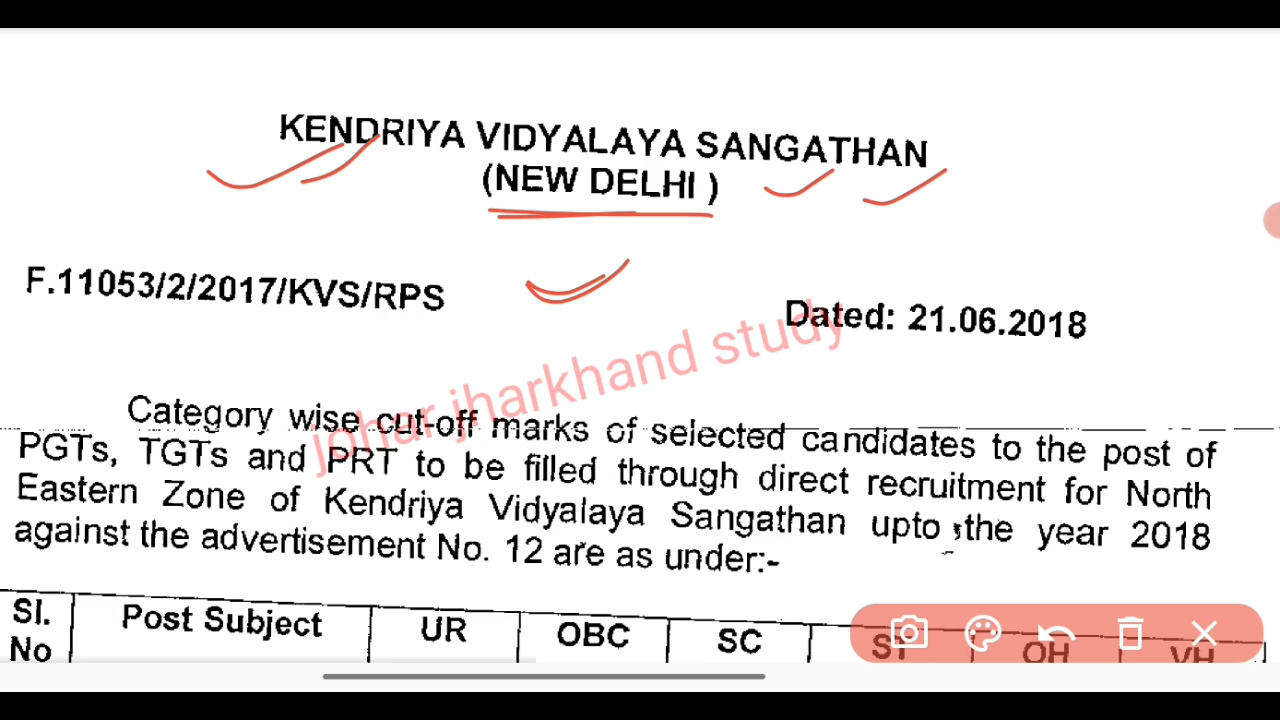 KENDRIYA VIDYALAYA SANGATHAN
(NEW DELHI )
F.11053/2/2017/KVS/RPS
Dated: 21.06.2018
johar jharkhand study
Category wise cut-off marks of selected candidates to the post of
PGTs, TGTs and PRT to be filled through direct recruitment for North
Eastern Zone of Kendriya Vidyalaya Sangathan upto the year 2018
against the advertisement No. 12 are as under:-
Sl. No Post Subject UR OBC SC ST OH VH